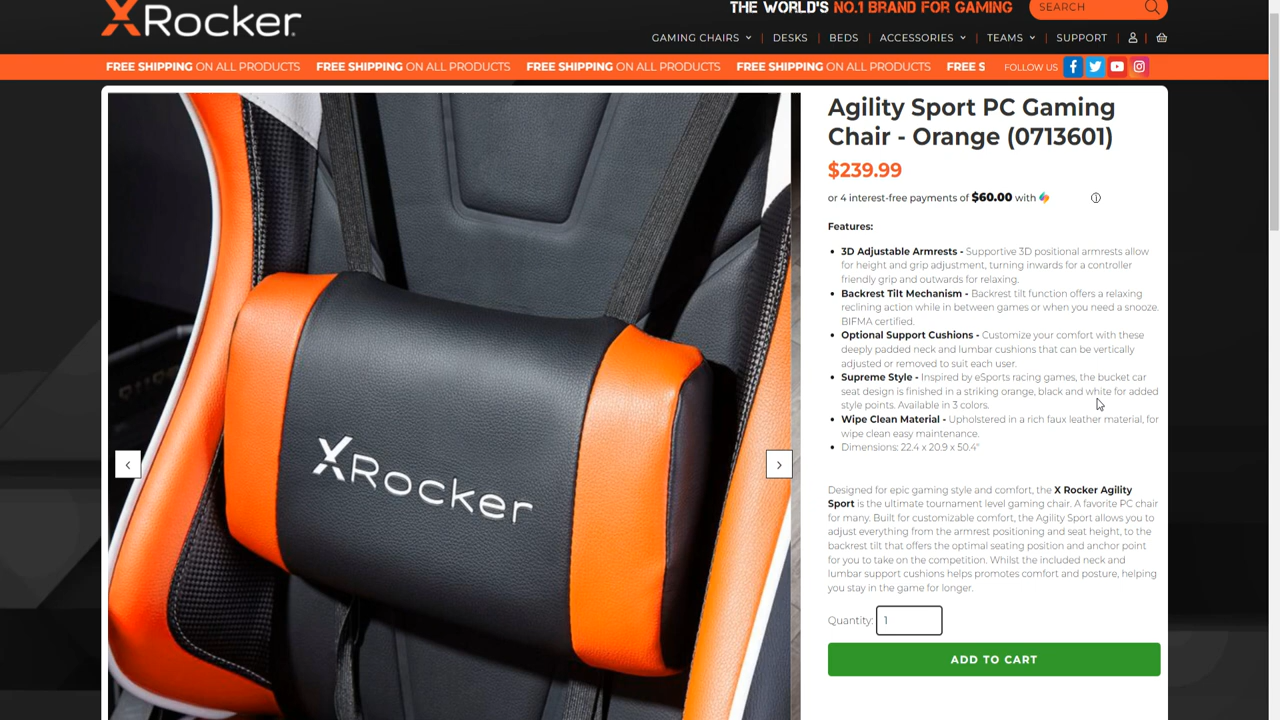 XRocker
THE WORLD'S NO.1 BRAND FOR GAMING
SEARCH
GAMING CHAIRS | DESKS | BEDS | ACCESSORIES | TEAMS | SUPPORT
FREE SHIPPING ON ALL PRODUCTS FREE SHIPPING ON ALL PRODUCTS FREE SHIPPING ON ALL PRODUCTS FREE SHIPPING ON ALL PRODUCTS FREE S
FOLLOW US
XRocker
Agility Sport PC Gaming
Chair - Orange (0713601)
$239.99
or 4 interest-free payments of $60.00 with
Features:
• 3D Adjustable Armrests - Supportive 3D positional armrests allow
for height and grip adjustment, turning inwards for a controller
friendly grip and outwards for relaxing.
• Backrest Tilt Mechanism - Backrest tilt function offers a relaxing
reclining action while in between games or when you need a snooze.
BIFMA certified.
• Optional Support Cushions - Customize your comfort with these
deeply padded neck and lumbar cushions that can be vertically
adjusted or removed to suit each user.
• Supreme Style - Inspired by eSports racing games, the bucket car
seat design is finished in a striking orange, black and white for added
style points. Available in 3 colors.
• Wipe Clean Material - Upholstered in a rich faux leather material, for
wipe clean easy maintenance.
• Dimensions: 22.4 x 20.9 x 50.4"
Designed for epic gaming style and comfort, the X Rocker Agility
Sport is the ultimate tournament level gaming chair. A favorite PC chair
for many. Built for customizable comfort, the Agility Sport allows you to
adjust everything from the armrest positioning and seat height, to the
backrest tilt that offers the optimal seating position and anchor point
for you to take on the competition. Whilst the included neck and
lumbar support cushions helps promotes comfort and posture, helping
you stay in the game for longer.
Quantity: 1
ADD TO CART